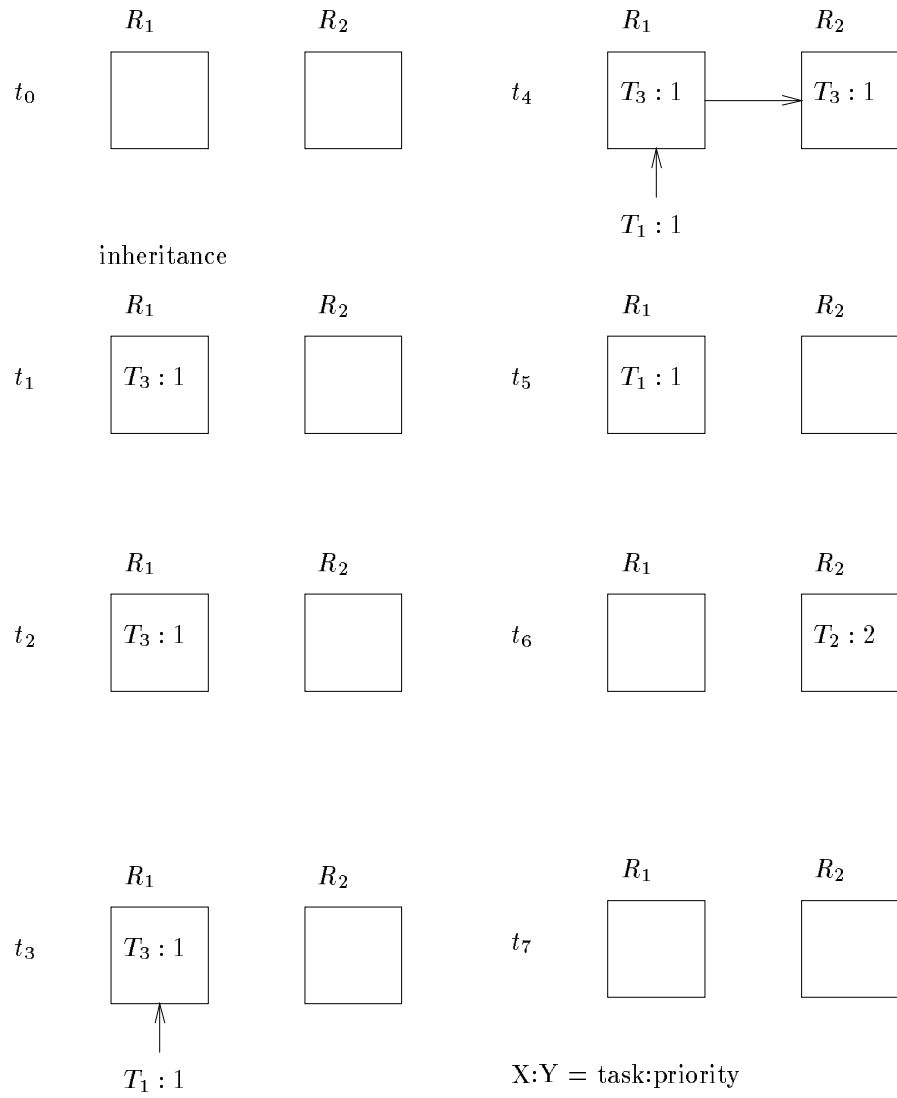 R1 R2
t0
inheritance
R1 R2
t1 T3 : 1
R1 R2
t2 T3 : 1
R1 R2
t3 T3 : 1
T1 : 1
R1 R2
t4 T3 : 1 T3 : 1
T1 : 1
R1 R2
t5 T1 : 1
R1 R2
t6 T2 : 2
R1 R2
t7
X:Y = task:priority